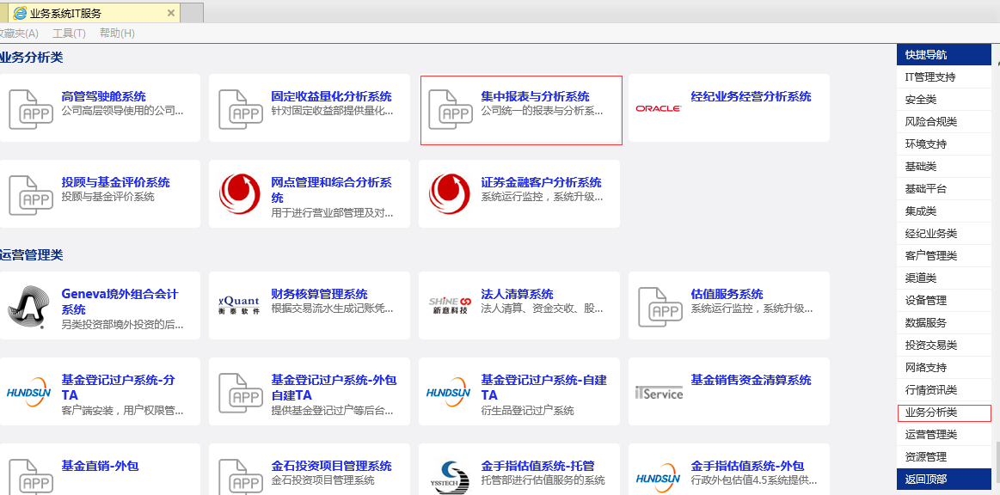 业务系统IT服务
收藏夹(A) 工具(T) 帮助(H)
业务分析类
高管驾驶舱系统
公司高层领导使用的公司...
APP
固定收益量化分析系统
针对固定收益部提供量化...
APP
集中报表与分析系统
公司统一的报表与分析系...
APP
经纪业务经营分析系统
ORACLE
投顾与基金评价系统
投顾与基金评价系统
APP
网点管理和综合分析系
统
用于进行营业部管理及对...
证券金融客户分析系统
系统运行监控，系统升级...
运营管理类
Geneva境外组合会计
系统
另类投资部境外投资的后...
财务核算管理系统
根据交易流水生成记账凭...
xQuant
衡泰软件
法人清算系统
法人清算、资金交收、股...
SHINE
新意科技
估值服务系统
系统运行监控，系统升级...
APP
基金登记过户系统-分
TA
客户端安装，用户权限管...
HUNDSUN
基金登记过户系统-外包
自建TA
提供基金登记过户等后台...
APP
基金登记过户系统-自建
TA
衍生品登记过户系统
HUNDSUN
基金销售资金清算系统
iTService
基金直销-外包
APP
金石投资项目管理系统
金石投资项目管理系统
APP
金手指估值系统-托管
托管部进行估值服务的系统
YSSTECH
金手指估值系统-外包
行政外包估值4.5系统提供...
HUNDSUN
快捷导航
IT管理支持
安全类
风险合规类
环境支持
基础类
基础平台
集成类
经纪业务类
客户管理类
渠道类
设备管理
数据服务
投资交易类
网络支持
行情资讯类
业务分析类
运营管理类
资源管理
返回顶部